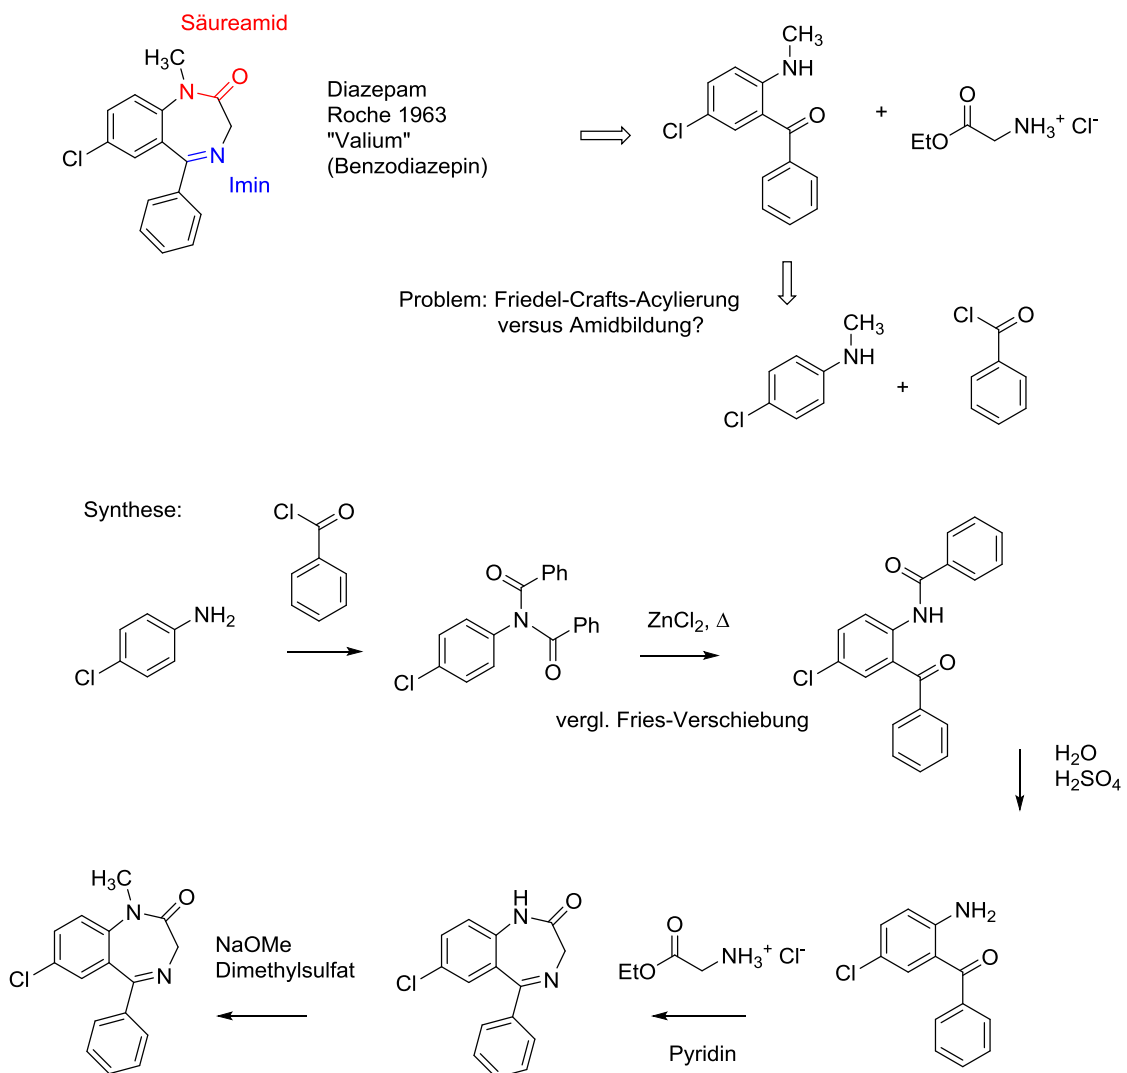 Säureamid
H3C
N
O
Cl
N
Imin
Diazepam
Roche 1963
"Valium"
(Benzodiazepin)
CH3
NH
Cl
O
+
O
EtO
NH3+ Cl-
Problem: Friedel-Crafts-Acylierung
versus Amidbildung?
CH3
NH
Cl
+
Cl
O
Synthese:
Cl
O
NH2
Cl
O
Ph
N
Ph
O
Cl
ZnCl2, Δ
vergl. Fries-Verschiebung
O
NH
O
Cl
H2O
H2SO4
NH2
O
Cl
O
EtO
NH3+ Cl-
Pyridin
H
N
O
Cl
N
NaOMe
Dimethylsulfat
H3C
N
O
Cl
N